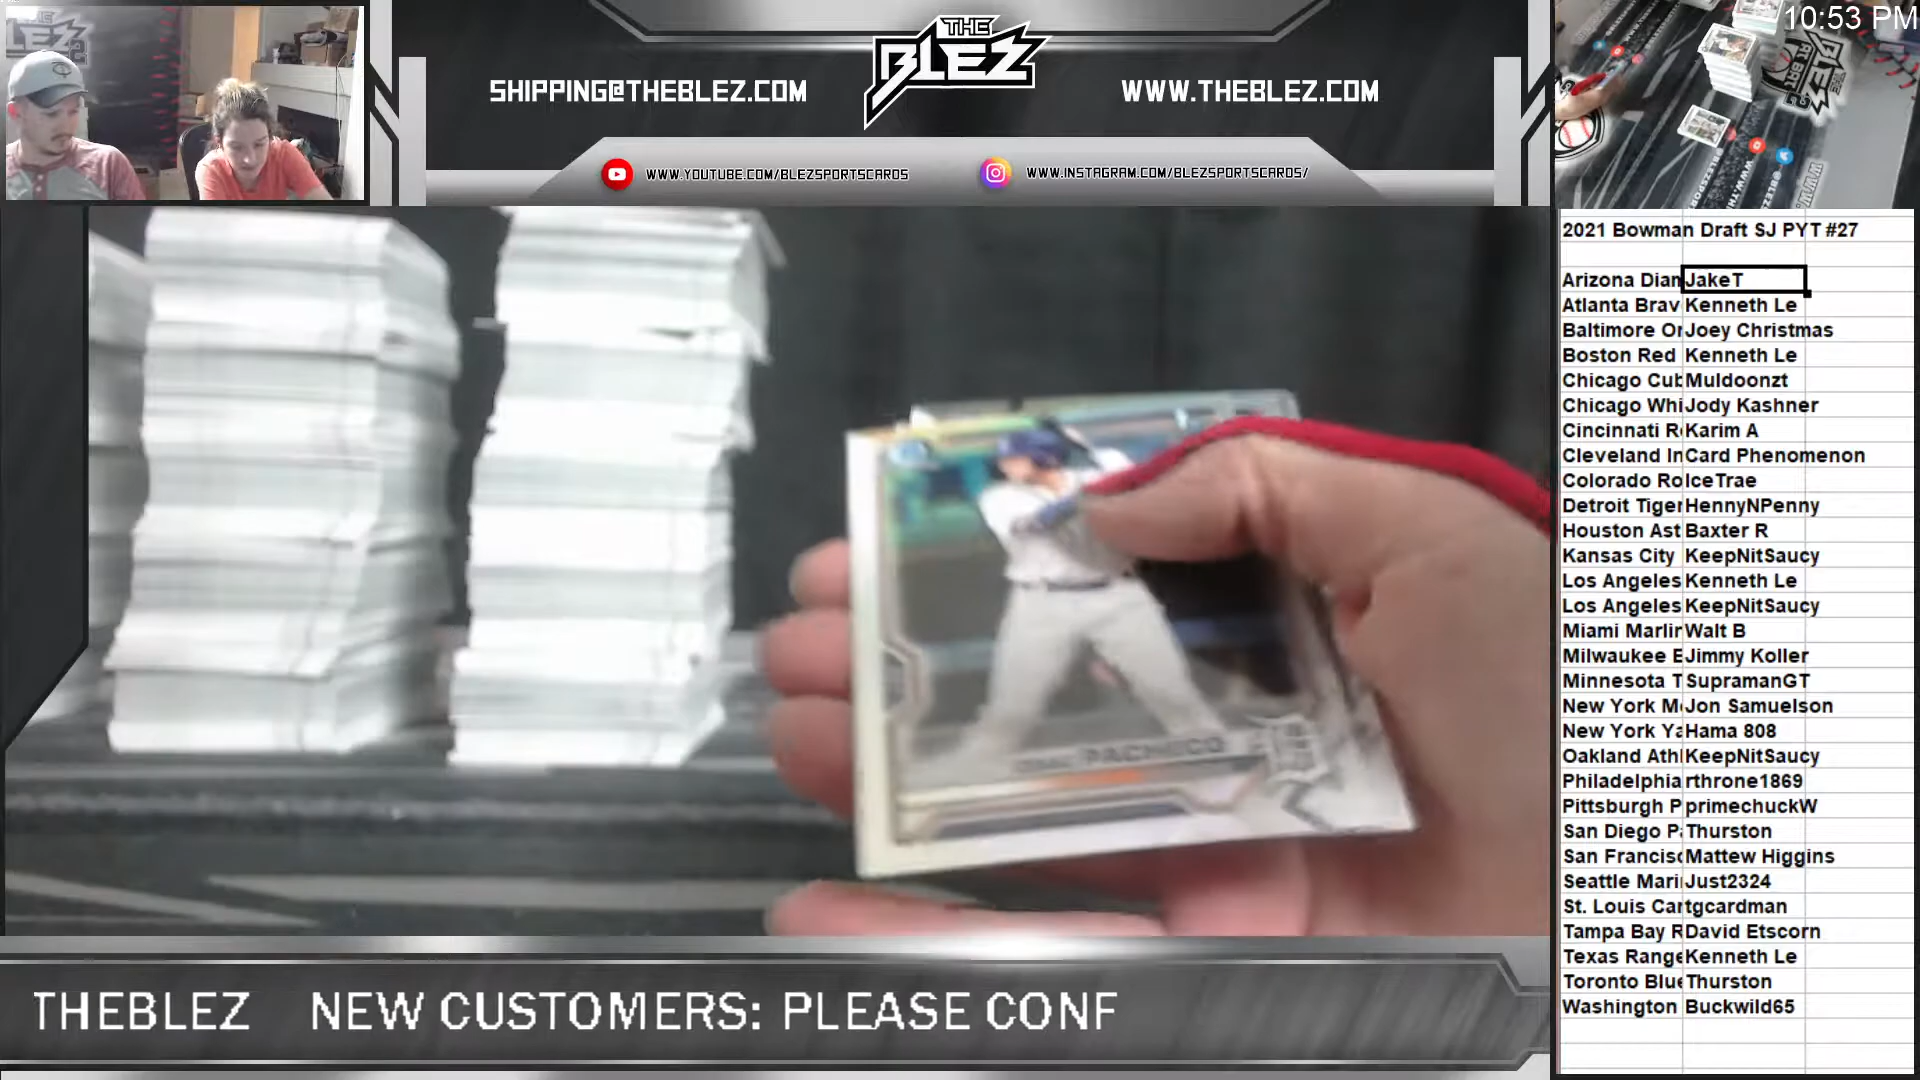 10:53 PM
THE
BLEZ
SHIPPING@THEBLEZ.COM
WWW.THEBLEZ.COM
WWW.YOUTUBE.COM/BLEZSPORTSCARDS
WWW.INSTAGRAM.COM/BLEZSPORTSCARDS/
2021 Bowman Draft SJ PYT #27
Arizona Dian JakeT
Atlanta Brav Kenneth Le
Baltimore Or Joey Christmas
Boston Red Kenneth Le
Chicago Cub Muldoonzt
Chicago Whi Jody Kashner
Cincinnati R Karim A
Cleveland In Card Phenomenon
Colorado Ro IceTrae
Detroit Tiger HennyNPenny
Houston Ast Baxter R
Kansas City KeepNitSaucy
Los Angeles Kenneth Le
Los Angeles KeepNitSaucy
Miami Marlin Walt B
Milwaukee B Jimmy Koller
Minnesota T SupramanGT
New York M Jon Samuelson
New York Ya Hama 808
Oakland Athl KeepNitSaucy
Philadelphia rthrone1869
Pittsburgh P primechuckW
San Diego Pa Thurston
San Francisc Mattew Higgins
Seattle Mari Just2324
St. Louis Car tgcardman
Tampa Bay R David Etscorn
Texas Range Kenneth Le
Toronto Blue Thurston
Washington Buckwild65
PACHECO
THEBLEZ NEW CUSTOMERS: PLEASE CONF